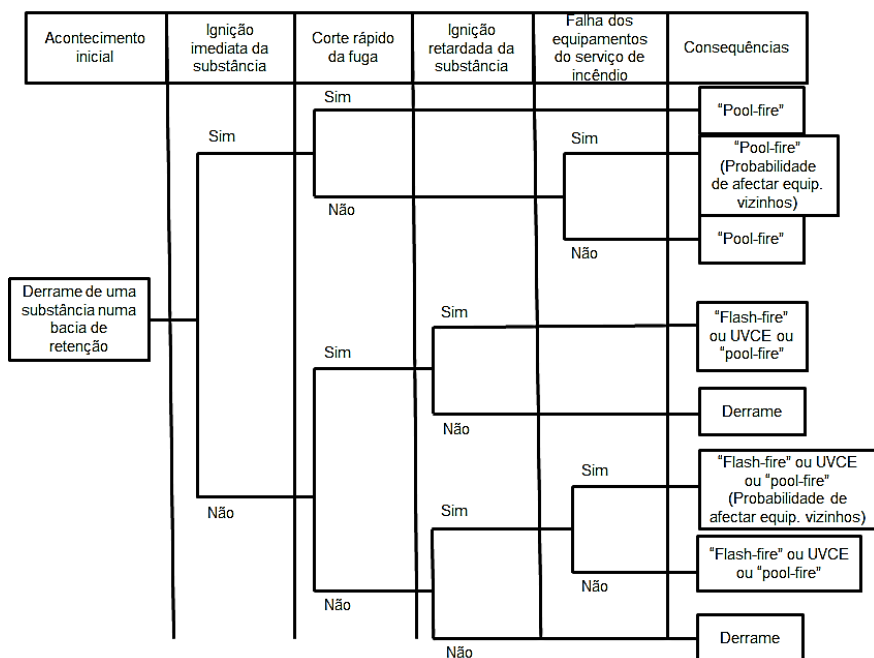 Acontecimento
inicial
Ignição
imediata da
substância
Corte rápido
da fuga
Ignição
retardada da
substância
Falha dos
equipamentos
do serviço de
incêndio
Consequências
Sim
"Pool-fire"
Sim
Sim
"Pool-fire"
(Probabilidade
de afectar equip.
vizinhos)
Não
Não
"Pool-fire"
Derrame de uma
substância numa
bacia de
retenção
Sim
Sim
"Flash-fire"
ou UVCE ou
"pool-fire"
Não
Derrame
Não
Sim
Sim
"Flash-fire" ou UVCE
ou "pool-fire"
(Probabilidade de
afectar equip. vizinhos)
Não
Não
"Flash-fire" ou UVCE
ou "pool-fire"
Não
Derrame